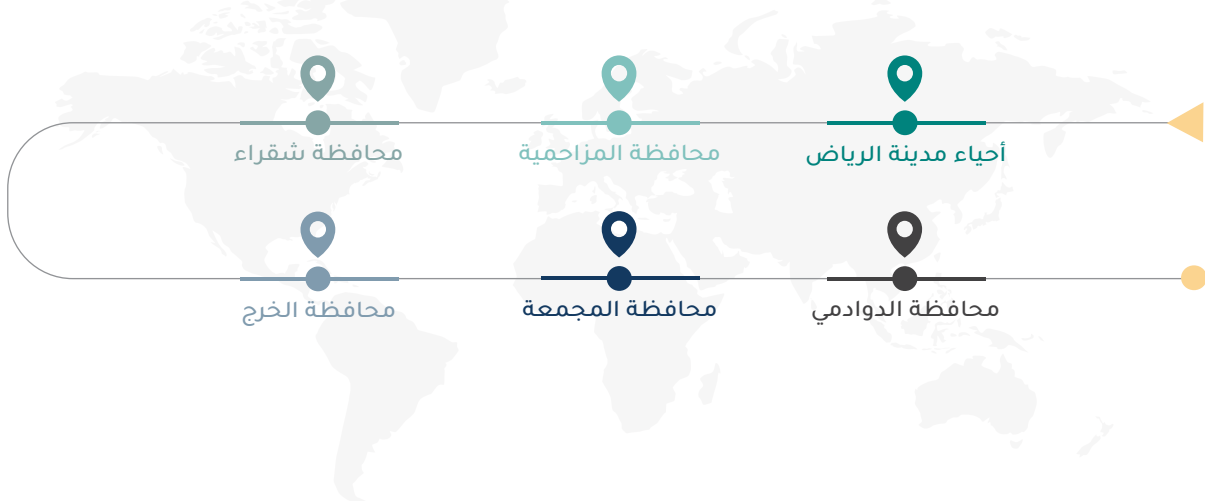 أحياء مدينة الرياض
محافظة المزاحمية
محافظة شقراء
محافظة الخرج
محافظة المجمعة
محافظة الدوادمي